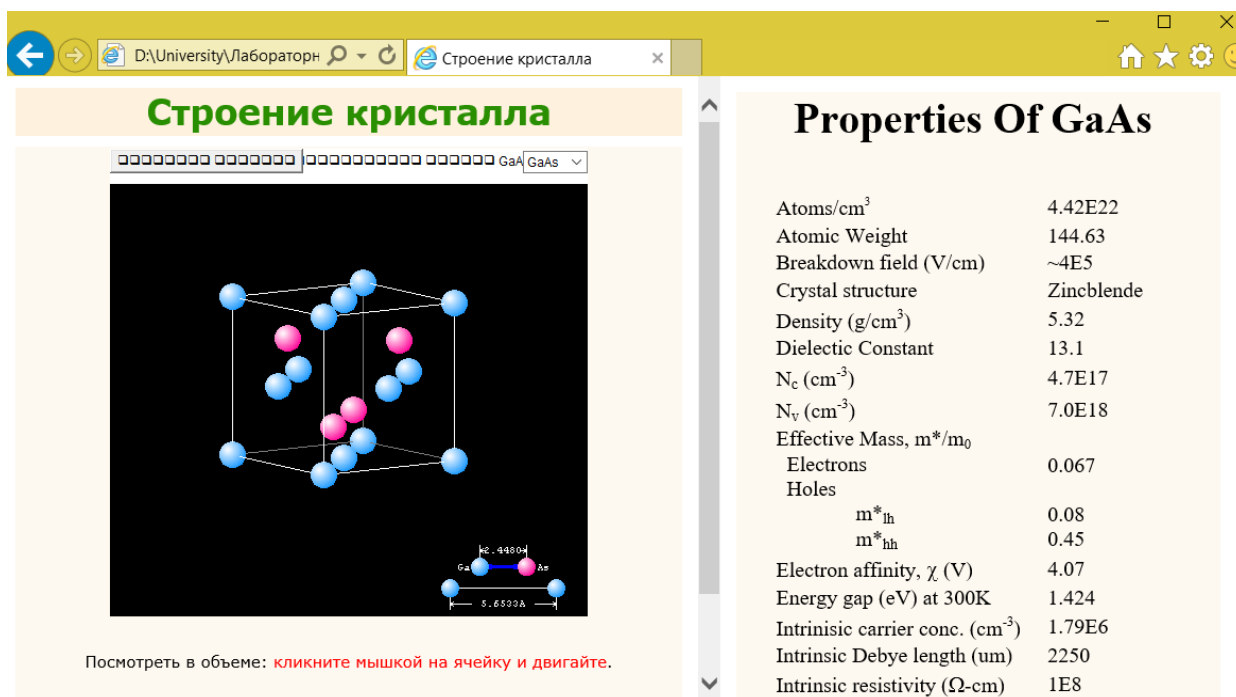 D:\University\Лабораторн
Строение кристалла
Строение кристалла
GaA GaAs
2.4480
Ga As
5.6533A
Посмотреть в объеме: кликните мышкой на ячейку и двигайте.
Properties Of GaAs
Atoms/cm³ 4.42E22
Atomic Weight 144.63
Breakdown field (V/cm) ~4E5
Crystal structure Zincblende
Density (g/cm³) 5.32
Dielectic Constant 13.1
Nc (cm⁻³) 4.7E17
Nv (cm⁻³) 7.0E18
Effective Mass, m*/m₀
Electrons 0.067
Holes
m*lh 0.08
m*hh 0.45
Electron affinity, χ (V) 4.07
Energy gap (eV) at 300K 1.424
Intrinisic carrier conc. (cm⁻³) 1.79E6
Intrinsic Debye length (um) 2250
Intrinsic resistivity (Ω-cm) 1E8